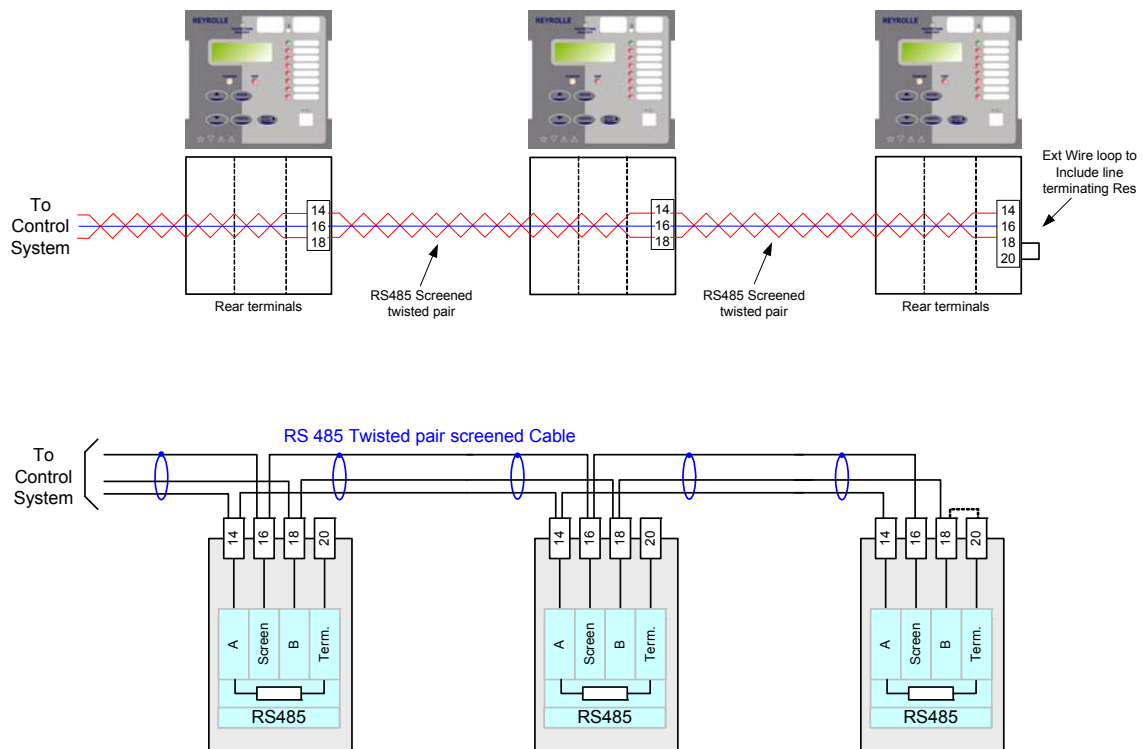 REYROLLE
REYROLLE
REYROLLE
Ext Wire loop to
Include line
terminating Res
To
Control
System
14
16
18
14
16
18
14
16
18
20
Rear terminals
RS485 Screened
twisted pair
RS485 Screened
twisted pair
Rear terminals
RS 485 Twisted pair screened Cable
To
Control
System
14
16
18
20
14
16
18
20
14
16
18
20
A
Screen
B
Term.
A
Screen
B
Term.
A
Screen
B
Term.
RS485
RS485
RS485